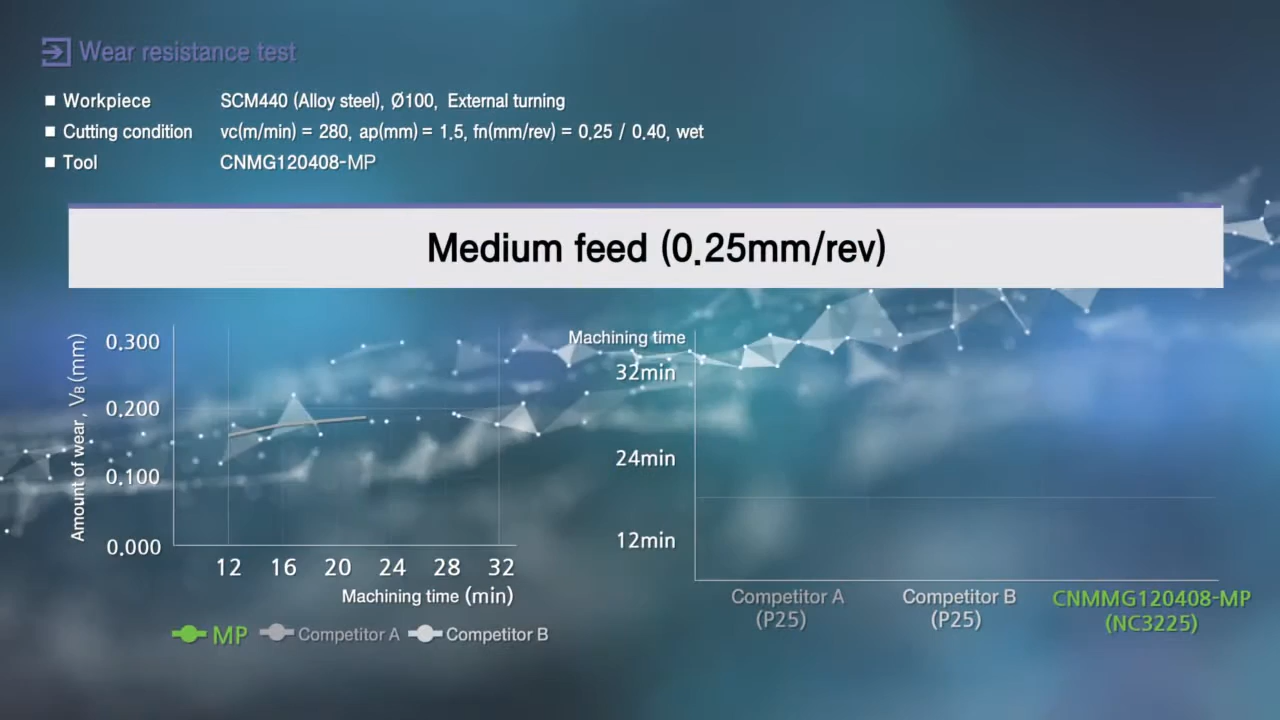 Wear resistance test
Workpiece SCM440 (Alloy steel), Ø100, External turning
Cutting condition vc(m/min) = 280, ap(mm) = 1.5, fn(mm/rev) = 0.25 / 0.40, wet
Tool CNMG120408-MP
Medium feed (0.25mm/rev)
Amount of wear, VB (mm)
0.300
0.200
0.100
0.000
12 16 20 24 28 32
Machining time (min)
MP Competitor A Competitor B
Machining time
32min
24min
12min
Competitor A
(P25)
Competitor B
(P25)
CNMMG120408-MP
(NC3225)